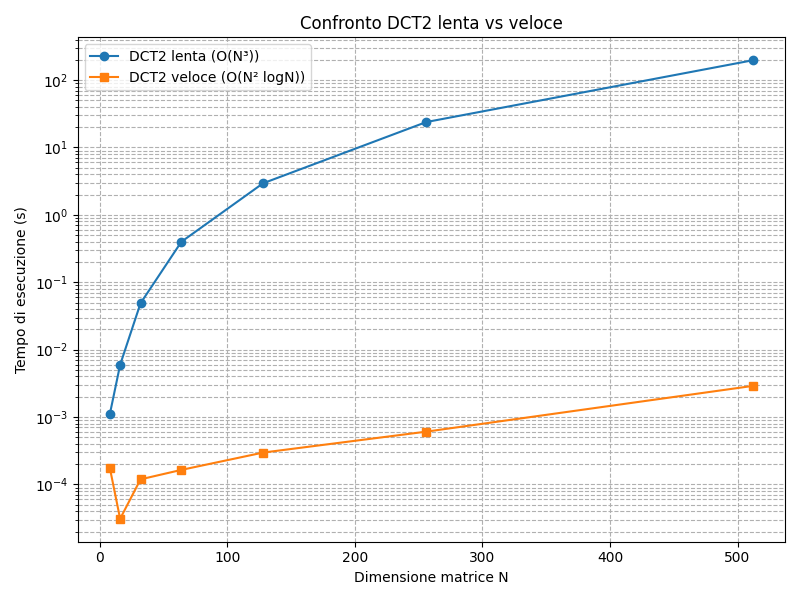 Confronto DCT2 lenta vs veloce
DCT2 lenta (O(N³))
DCT2 veloce (O(N² logN))
Tempo di esecuzione (s)
10²
10¹
10⁰
10⁻¹
10⁻²
10⁻³
10⁻⁴
0 100 200 300 400 500
Dimensione matrice N